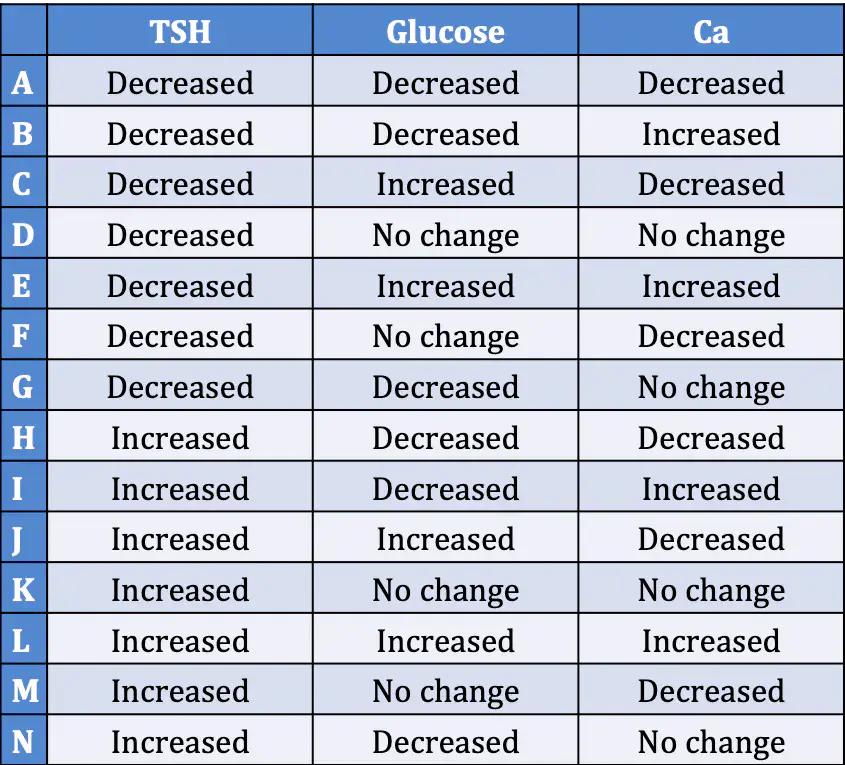 TSH Glucose Ca
A Decreased Decreased Decreased
B Decreased Decreased Increased
C Decreased Increased Decreased
D Decreased No change No change
E Decreased Increased Increased
F Decreased No change Decreased
G Decreased Decreased No change
H Increased Decreased Decreased
I Increased Decreased Increased
J Increased Increased Decreased
K Increased No change No change
L Increased Increased Increased
M Increased No change Decreased
N Increased Decreased No change